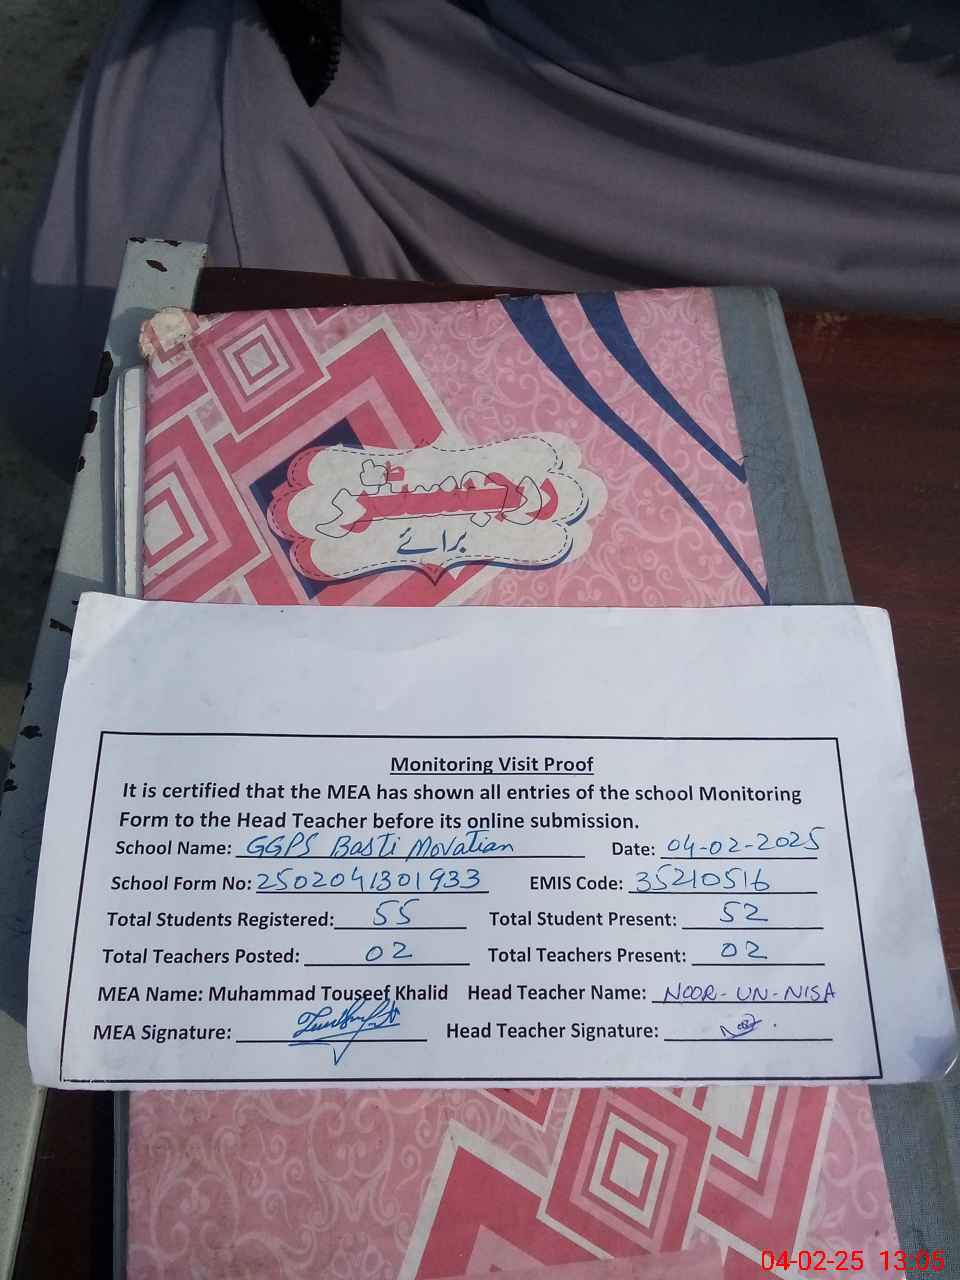 رجسٹر
برائے
Monitoring Visit Proof
It is certified that the MEA has shown all entries of the school Monitoring
Form to the Head Teacher before its online submission.
School Name: GGPS Basti Movatian Date: 04-02-2025
School Form No: 2502041301933 EMIS Code: 35210516
Total Students Registered: 55 Total Student Present: 52
Total Teachers Posted: 02 Total Teachers Present: 02
MEA Name: Muhammad Touseef Khalid Head Teacher Name: NOOR-UN-NISA
MEA Signature: Head Teacher Signature:
04-02-25 13:05